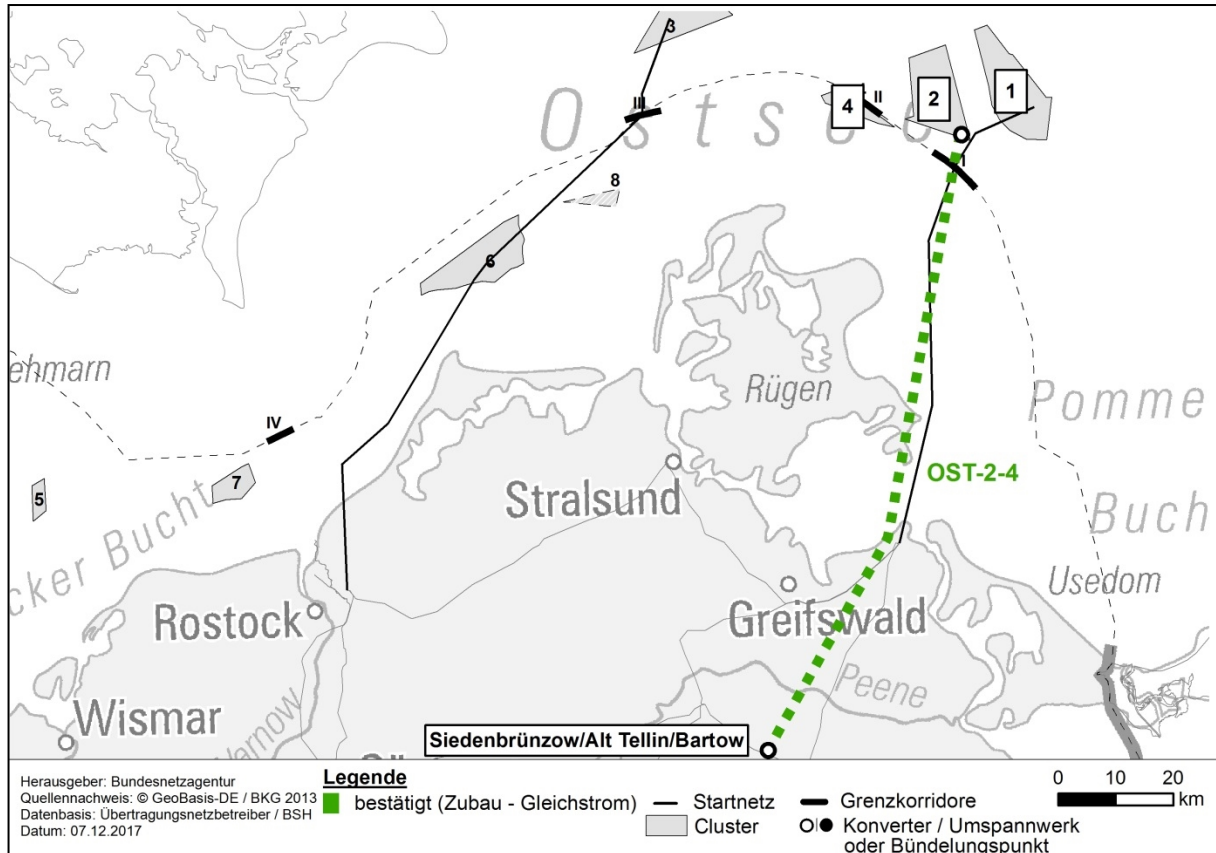 3
1
2
4
II
III
O s t s e e
I
8
6
ehmarn
Rügen
Pomme
IV
OST-2-4
7
5
Stralsund
Buch
cker Bucht
Usedom
Rostock
Greifswald
Peene
Wismar
Warnow
Siedenbrünzow/Alt Tellin/Bartow
Herausgeber: Bundesnetzagentur
Quellennachweis: © GeoBasis-DE / BKG 2013
Datenbasis: Übertragungsnetzbetreiber / BSH
Datum: 07.12.2017
Legende
bestätigt (Zubau - Gleichstrom)
Startnetz
Cluster
Grenzkorridore
Konverter / Umspannwerk
oder Bündelungspunkt
0 10 20
km